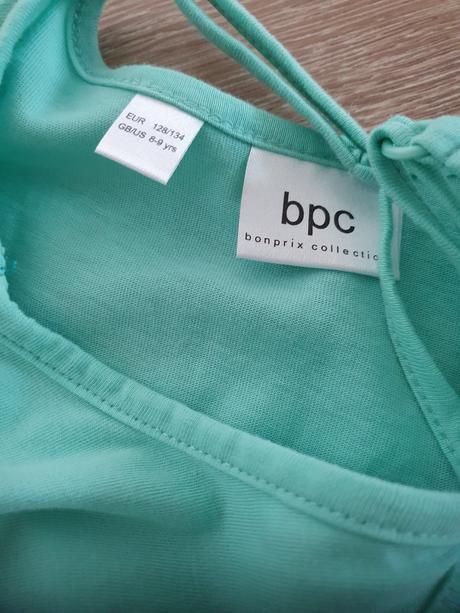 EUR 128/134
GB/US 8-9 yrs
bpc
bonprix collectio